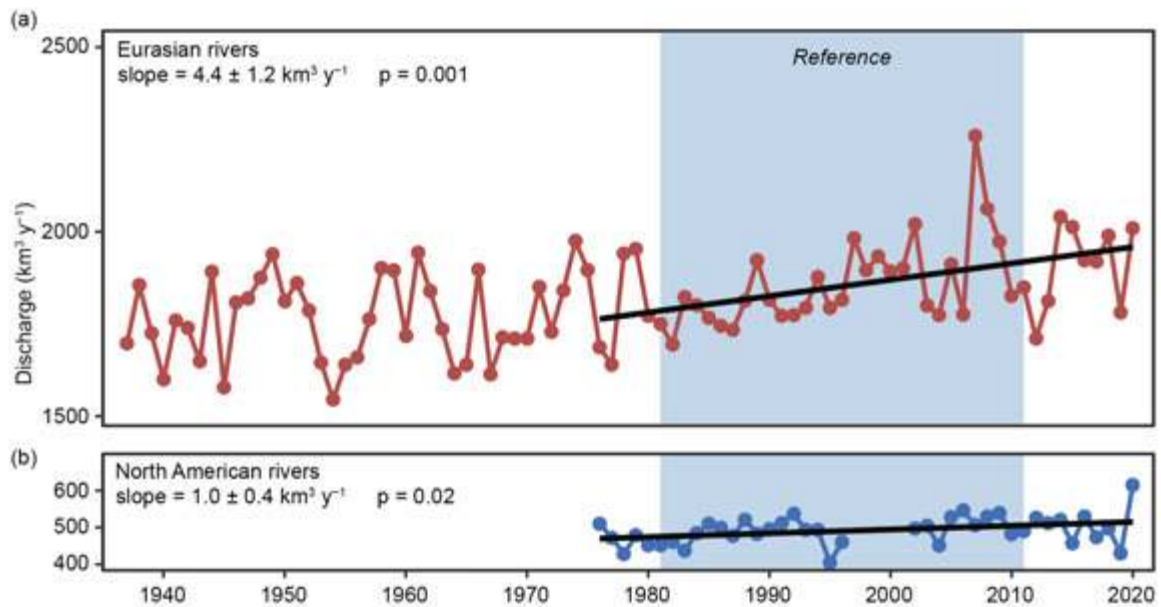 (a)
2500
Eurasian rivers
slope = 4.4 ± 1.2 km³ y⁻¹ p = 0.001
Reference
2000
1500
Discharge (km³ y⁻¹)
(b)
North American rivers
slope = 1.0 ± 0.4 km³ y⁻¹ p = 0.02
600
500
400
1940 1950 1960 1970 1980 1990 2000 2010 2020